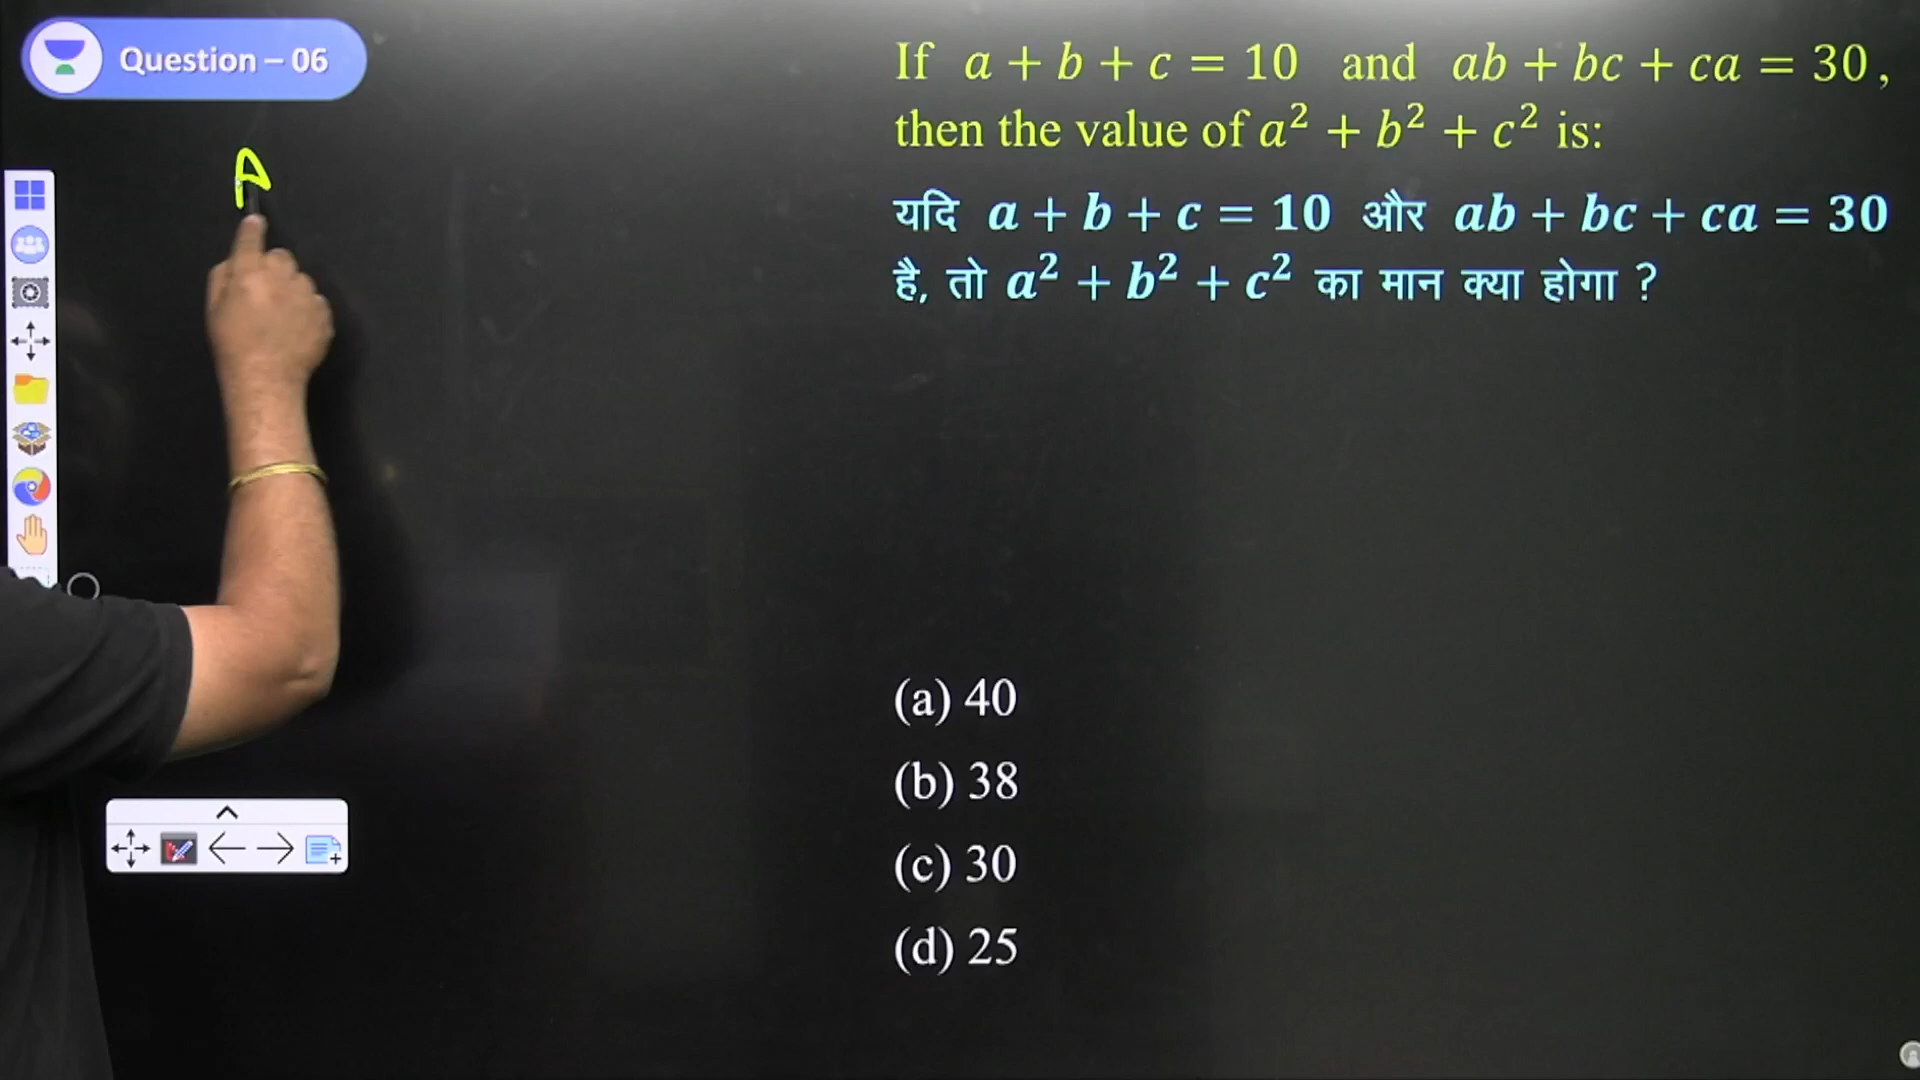 Question – 06
If a + b + c = 10 and ab + bc + ca = 30,
then the value of a² + b² + c² is:
यदि a + b + c = 10 और ab + bc + ca = 30
है, तो a² + b² + c² का मान क्या होगा ?
A
(a) 40
(b) 38
(c) 30
(d) 25